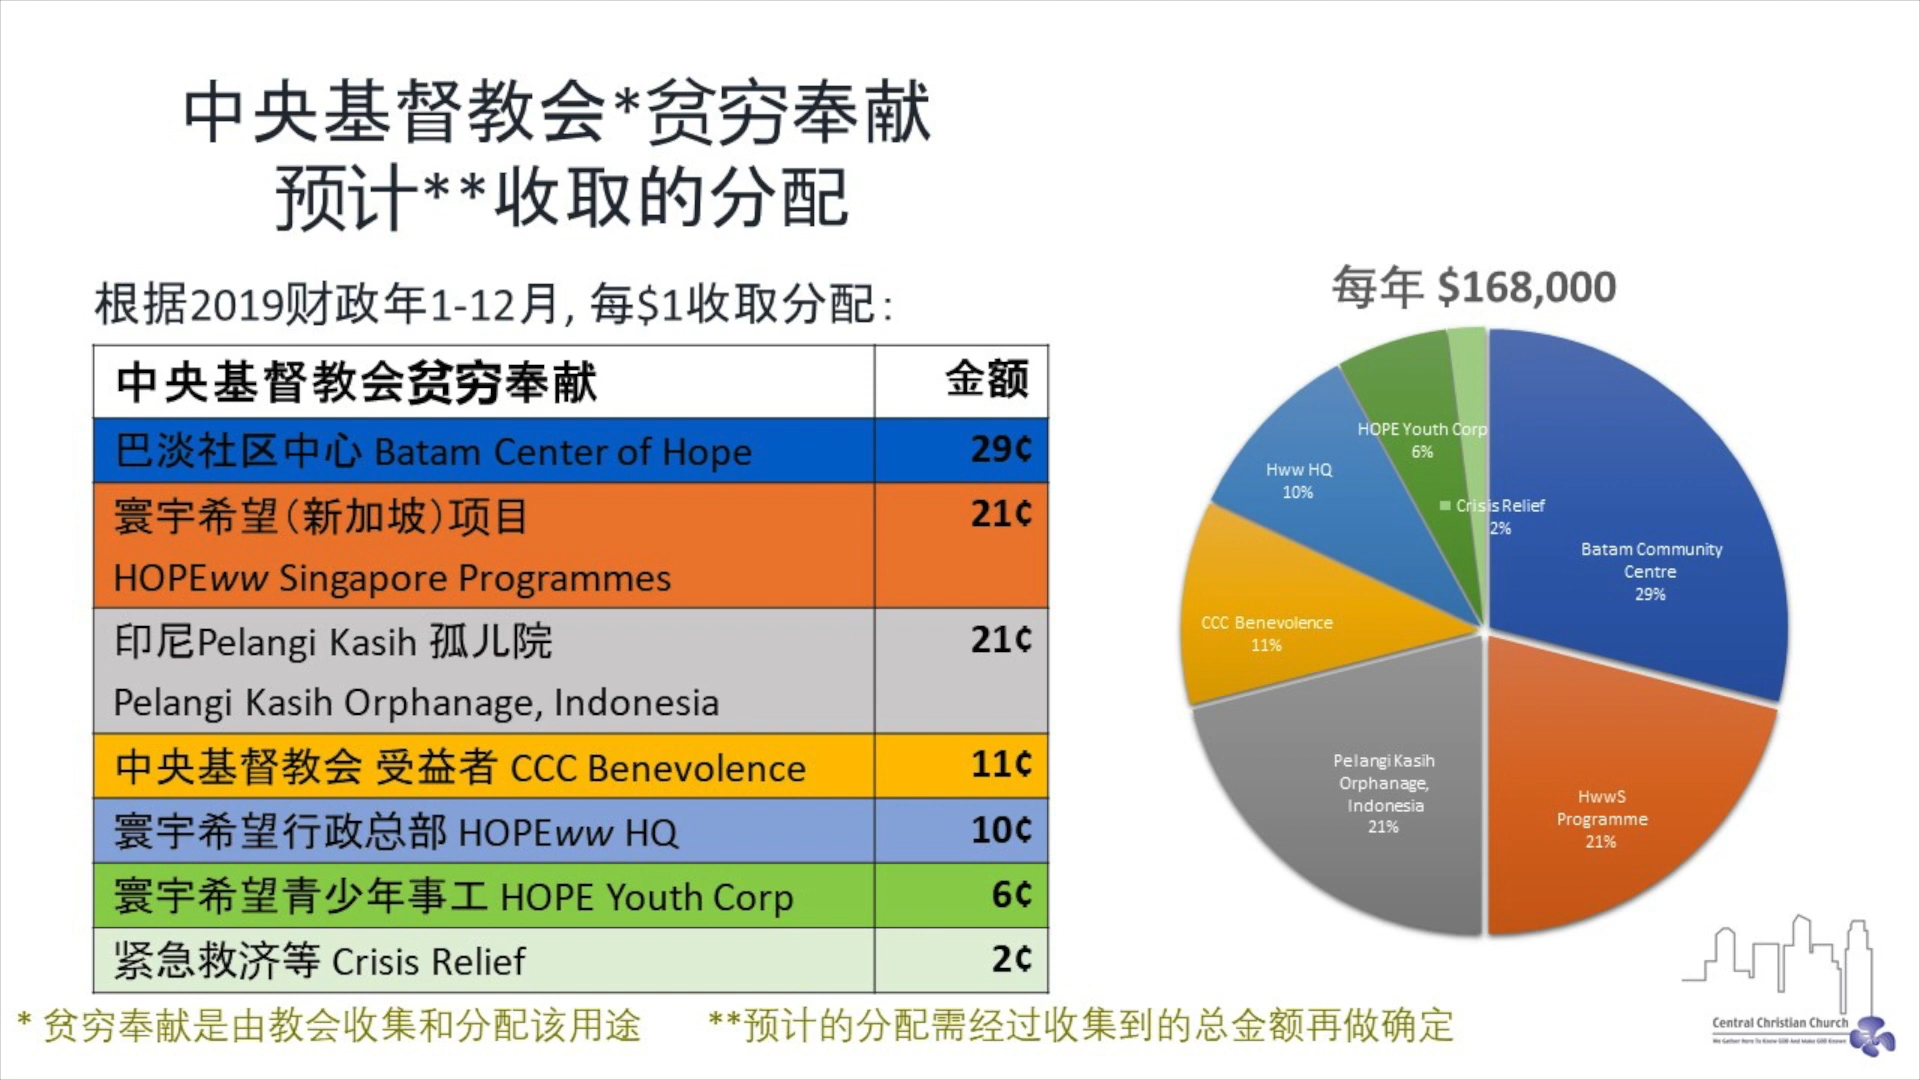 中央基督教会*贫穷奉献
预计**收取的分配
根据2019财政年1-12月, 每$1收取分配：
中央基督教会贫穷奉献 金额
巴淡社区中心 Batam Center of Hope 29¢
寰宇希望（新加坡）项目 21¢
HOPEww Singapore Programmes
印尼Pelangi Kasih 孤儿院 21¢
Pelangi Kasih Orphanage, Indonesia
中央基督教会 受益者 CCC Benevolence 11¢
寰宇希望行政总部 HOPEww HQ 10¢
寰宇希望青少年事工 HOPE Youth Corp 6¢
紧急救济等 Crisis Relief 2¢
每年 $168,000
HOPE Youth Corp
6%
Hww HQ
10%
Crisis Relief
2%
Batam Community
Centre
29%
CCC Benevolence
11%
Pelangi Kasih
Orphanage,
Indonesia
21%
HwwS
Programme
21%
* 贫穷奉献是由教会收集和分配该用途 **预计的分配需经过收集到的总金额再做确定
Central Christian Church
We Gather Here To Know GOD And Make GOD Known